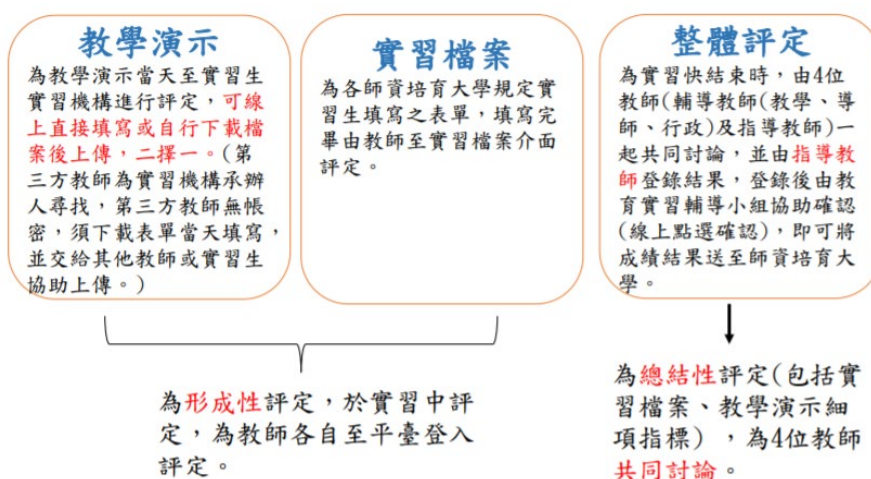 教學演示
為教學演示當天至實習生
實習機構進行評定，可線
上直接填寫或自行下載檔
案後上傳，二擇一。(第
三方教師為實習機構承辦
人尋找，第三方教師無帳
密，須下載表單當天填寫，
並交給其他教師或實習生
協助上傳。)
實習檔案
為各師資培育大學規定實
習生填寫之表單，填寫完
畢由教師至實習檔案介面
評定。
整體評定
為實習快結束時，由4位
教師(輔導教師(教學、導
師、行政)及指導教師)一
起共同討論，並由指導教
師登錄結果，登錄後由教
育實習輔導小組協助確認
(線上點選確認)，即可將
成績結果送至師資培育大
學。
為形成性評定，於實習中評
定，為教師各自至平臺登入
評定。
為總結性評定(包括實
習檔案、教學演示細
項指標)，為4位教師
共同討論。